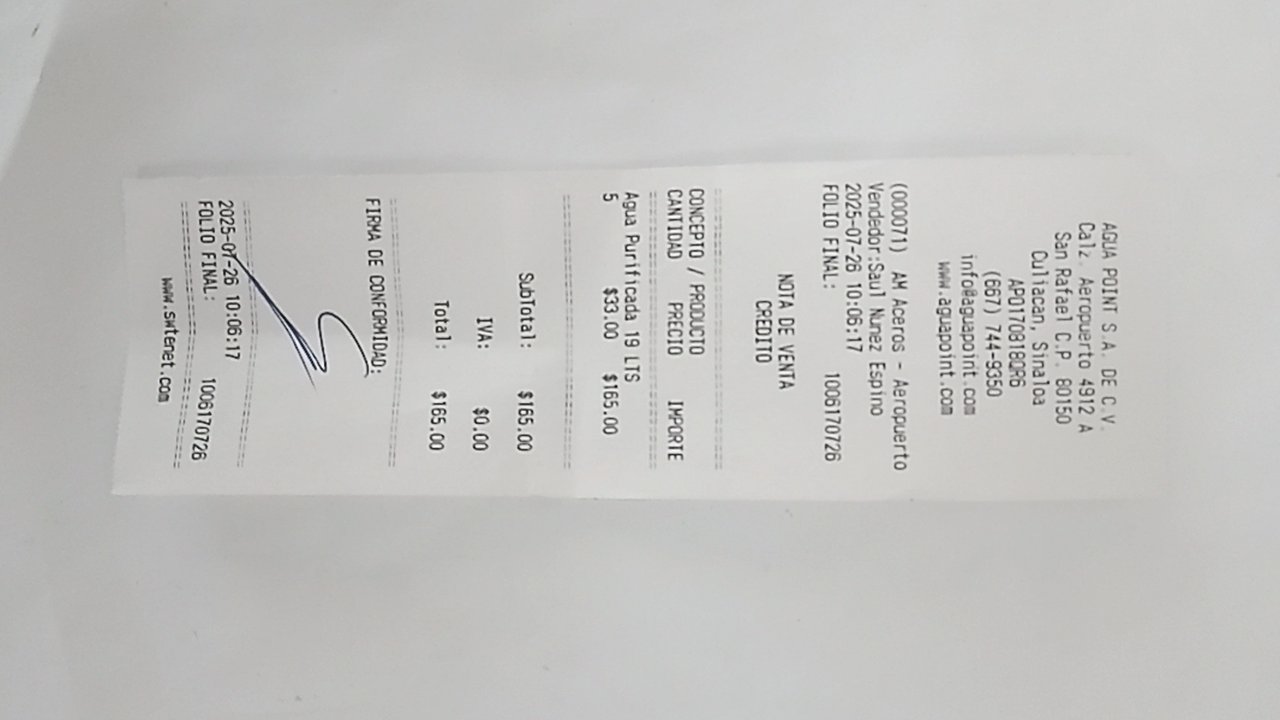 AGUA POINT S.A. DE C.V.
Calz. Aeropuerto 4912 A
San Rafael C.P. 80150
Culiacan, Sinaloa
APO1708180R6
(667) 744-9350
info@aguapoint.com
www.aguapoint.com
(000071) AM Aceros - Aeropuerto
Vendedor:Saul Nunez Espino
2025-07-26 10:06:17
FOLIO FINAL: 1006170726
NOTA DE VENTA
CREDITO
CONCEPTO / PRODUCTO
CANTIDAD PRECIO IMPORTE
Agua Purificada 19 LTS
5 $33.00 $165.00
SubTotal: $165.00
IVA: $0.00
Total: $165.00
FIRMA DE CONFORMIDAD:
2025-07-26 10:06:17
FOLIO FINAL: 1006170726
www.swtenet.com